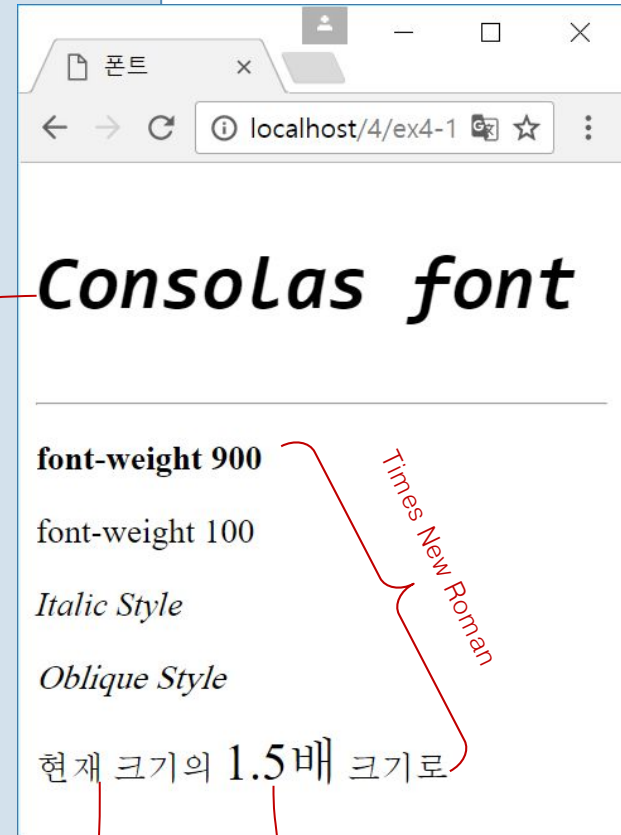 폰트
localhost/4/ex4-1
Consolas font
font-weight 900
font-weight 100
Italic Style
Oblique Style
현재 크기의 1.5배 크기로
Times New Roman